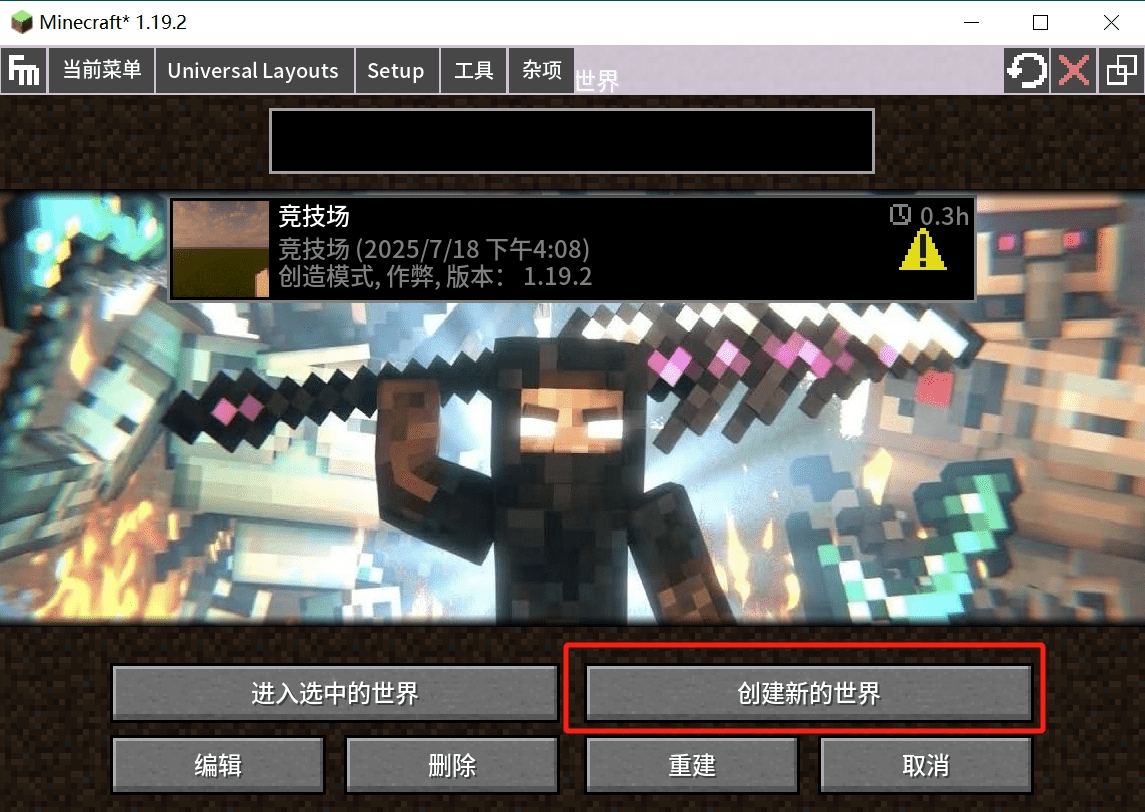 Minecraft* 1.19.2
Fm 当前菜单 Universal Layouts Setup 工具 杂项 世界
竞技场 0.3h
竞技场 (2025/7/18 下午4:08)
创造模式, 作弊, 版本： 1.19.2
进入选中的世界 创建新的世界
编辑 删除 重建 取消